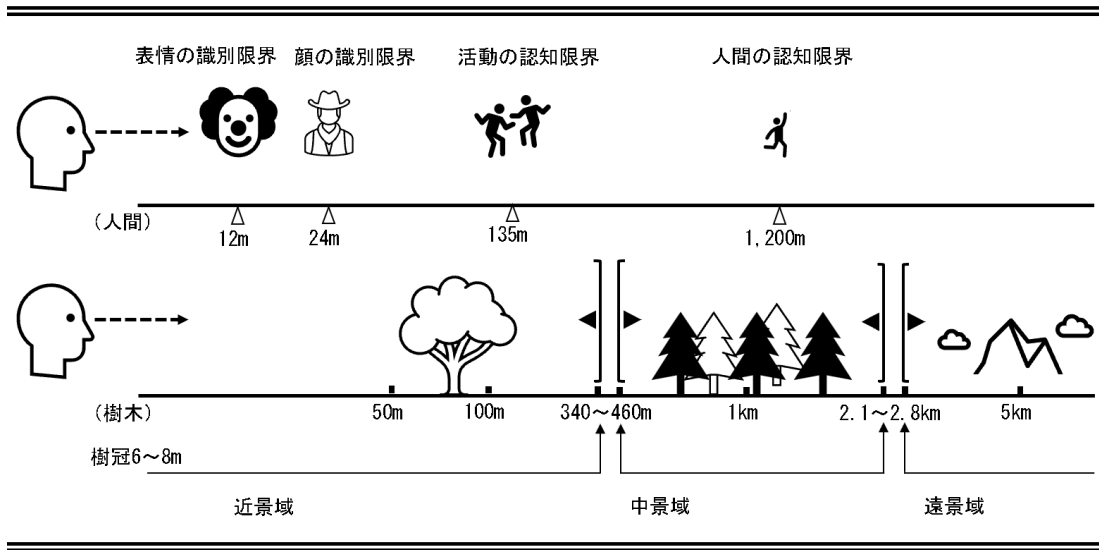 表情の識別限界 顔の識別限界 活動の認知限界 人間の認知限界
(人間)
12m 24m 135m 1,200m
(樹木) 50m 100m 340～460m 1km 2.1～2.8km 5km
樹冠6～8m
近景域 中景域 遠景域